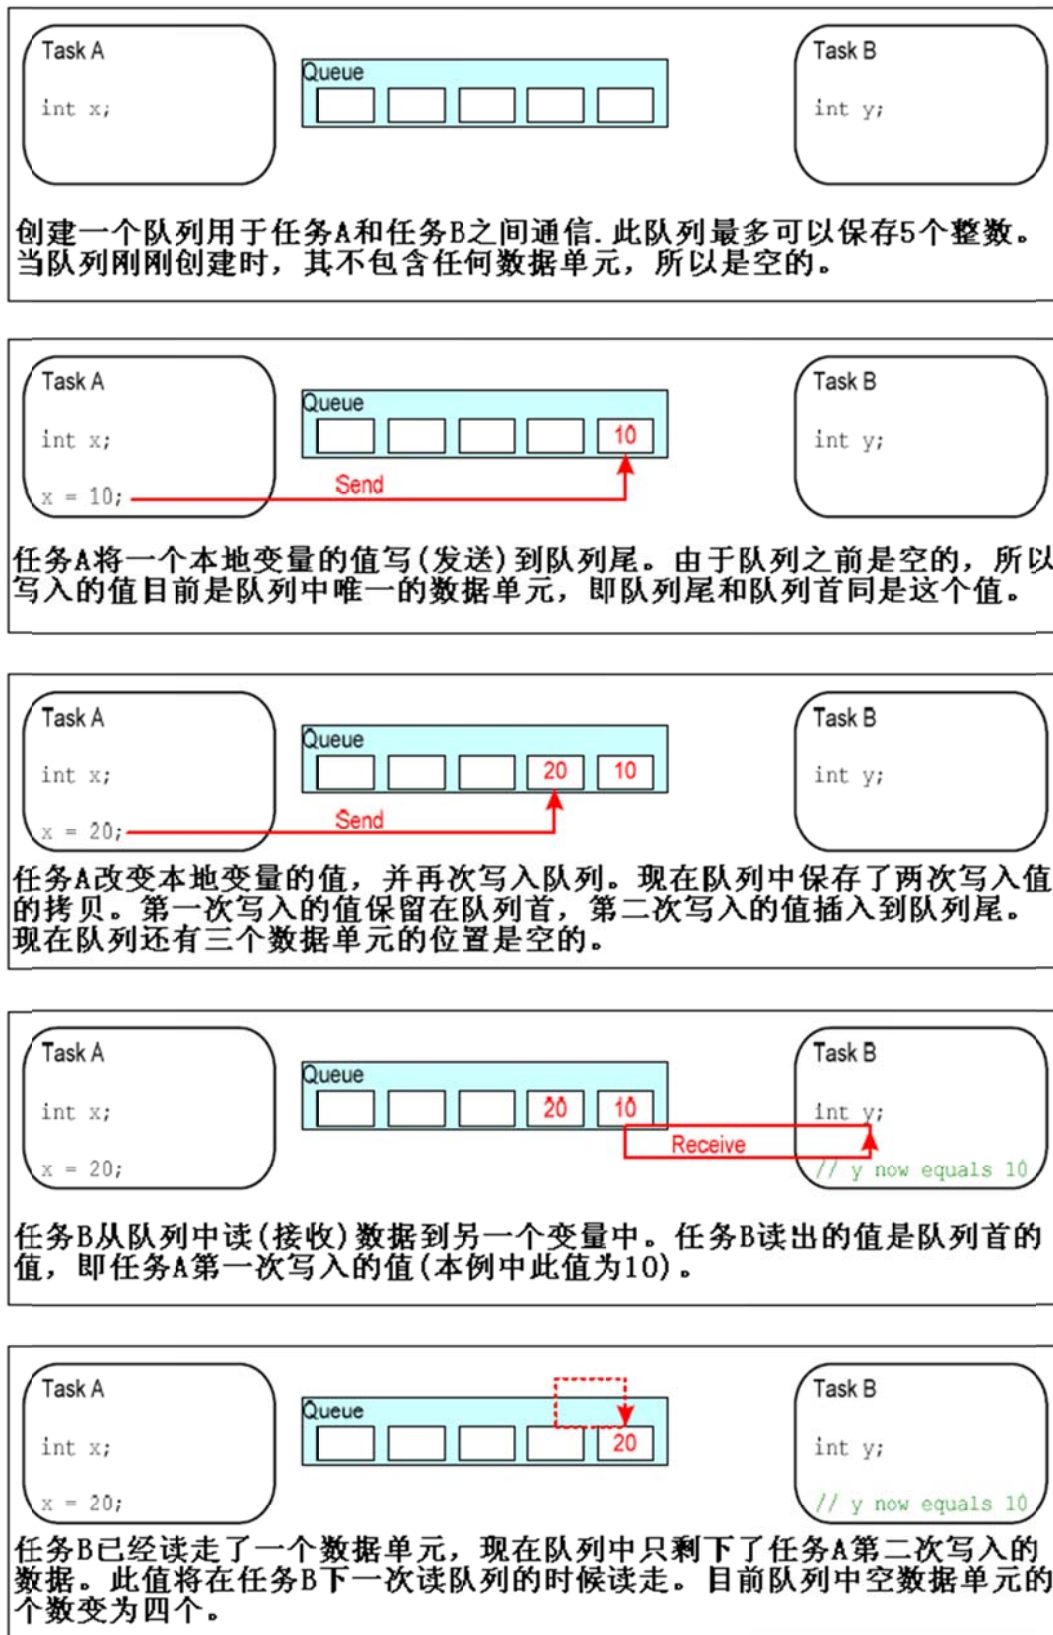 Task A
Queue
Task B
int x;
int y;
创建一个队列用于任务A和任务B之间通信.此队列最多可以保存5个整数。
当队列刚刚创建时，其不包含任何数据单元，所以是空的。
Task A
Queue
Task B
int x;
10
int y;
x = 10;
Send
任务A将一个本地变量的值写(发送)到队列尾。由于队列之前是空的，所以
写入的值目前是队列中唯一的数据单元，即队列尾和队列首同是这个值。
Task A
Queue
Task B
int x;
20 10
int y;
x = 20;
Send
任务A改变本地变量的值，并再次写入队列。现在队列中保存了两次写入值
的拷贝。第一次写入的值保留在队列首，第二次写入的值插入到队列尾。
现在队列还有三个数据单元的位置是空的。
Task A
Queue
Task B
int x;
20 10
int y;
Receive
x = 20;
// y now equals 10
任务B从队列中读(接收)数据到另一个变量中。任务B读出的值是队列首的
值，即任务A第一次写入的值(本例中此值为10)。
Task A
Queue
Task B
int x;
20
int y;
x = 20;
// y now equals 10
任务B已经读走了一个数据单元，现在队列中只剩下了任务A第二次写入的
数据。此值将在任务B下一次读队列的时候读走。目前队列中空数据单元的
个数变为四个。